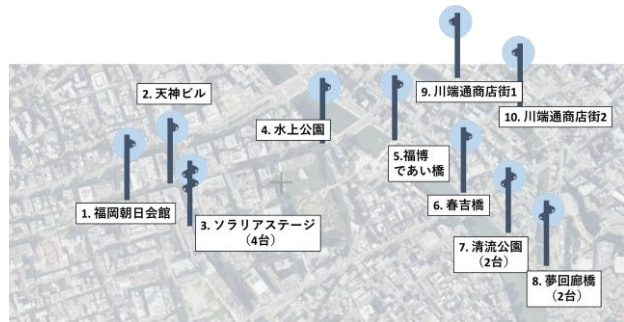 9. 川端通商店街1
2. 天神ビル
10. 川端通商店街2
4. 水上公園
5.福博
であい橋
1. 福岡朝日会館
6. 春吉橋
3. ソラリアステージ
（4台）
7. 清流公園
（2台）
8. 夢回廊橋
（2台）